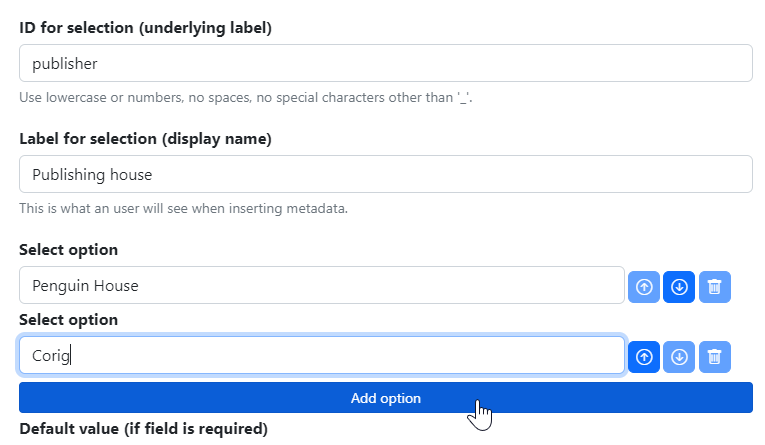 ID for selection (underlying label)
publisher
Use lowercase or numbers, no spaces, no special characters other than '_'.
Label for selection (display name)
Publishing house
This is what an user will see when inserting metadata.
Select option
Penguin House
Select option
Corig
Add option
Default value (if field is required)